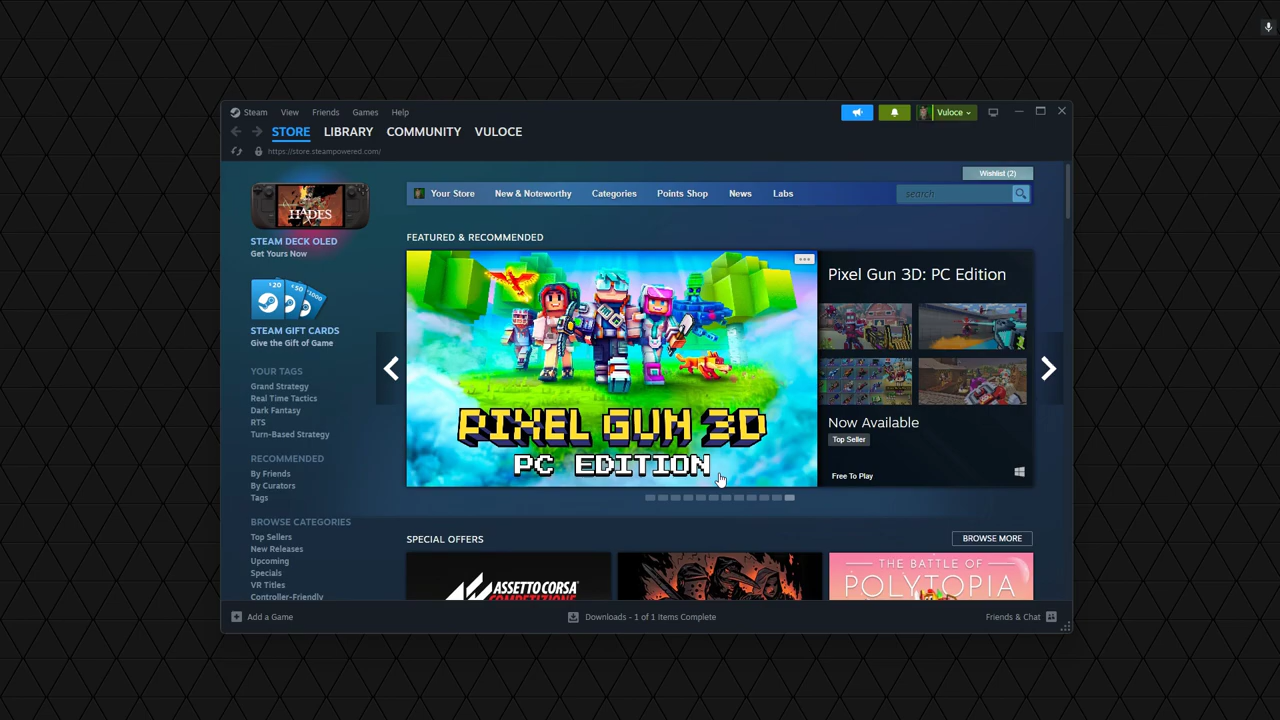 Steam View Friends Games Help
Vuloce
STORE LIBRARY COMMUNITY VULOCE
https://store.steampowered.com/
Wishlist (2)
Your Store New & Noteworthy Categories Points Shop News Labs
search
HADES
STEAM DECK OLED
Get Yours Now
$20 $50 $100
STEAM GIFT CARDS
Give the Gift of Game
YOUR TAGS
Grand Strategy
Real Time Tactics
Dark Fantasy
RTS
Turn-Based Strategy
RECOMMENDED
By Friends
By Curators
Tags
BROWSE CATEGORIES
Top Sellers
New Releases
Upcoming
Specials
VR Titles
Controller-Friendly
FEATURED & RECOMMENDED
PIXEL GUN 3D
PC EDITION
Pixel Gun 3D: PC Edition
Now Available
Top Seller
Free To Play
SPECIAL OFFERS
BROWSE MORE
ASSETTO CORSA
THE BATTLE OF
POLYTOPIA
Add a Game
Downloads - 1 of 1 Items Complete
Friends & Chat